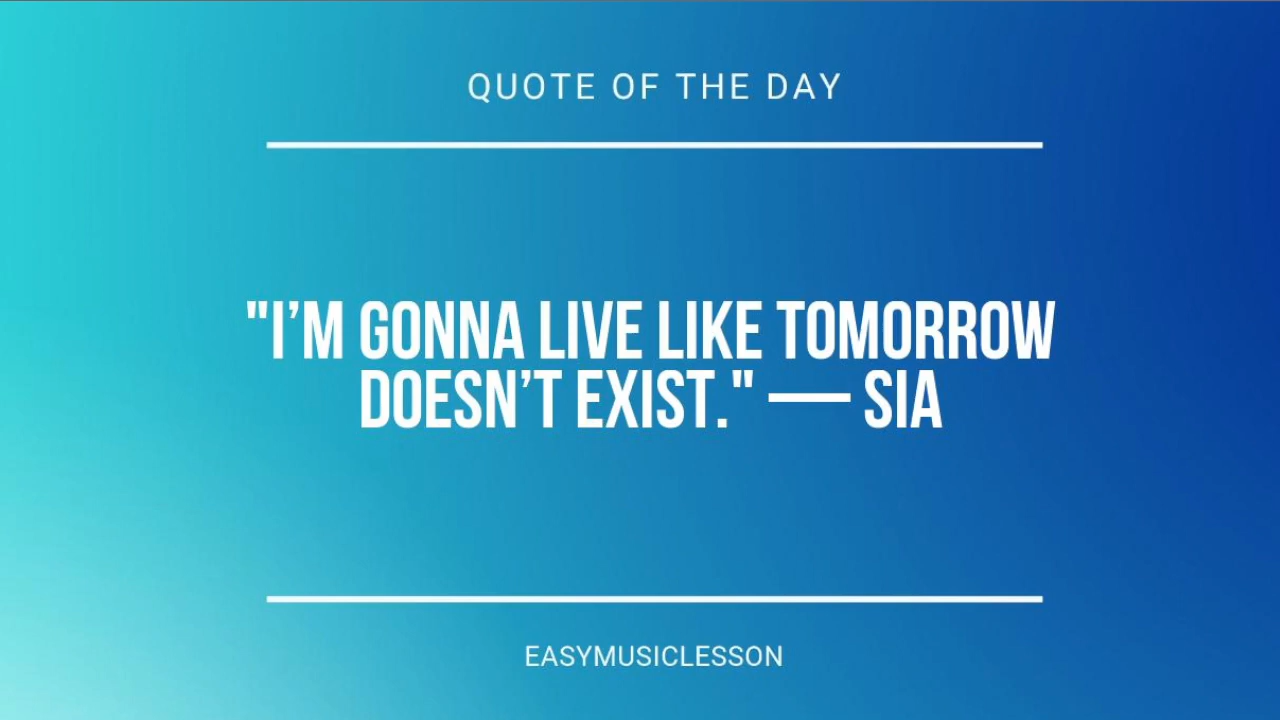 QUOTE OF THE DAY
"I’M GONNA LIVE LIKE TOMORROW
DOESN’T EXIST." — SIA
EASYMUSICLESSON